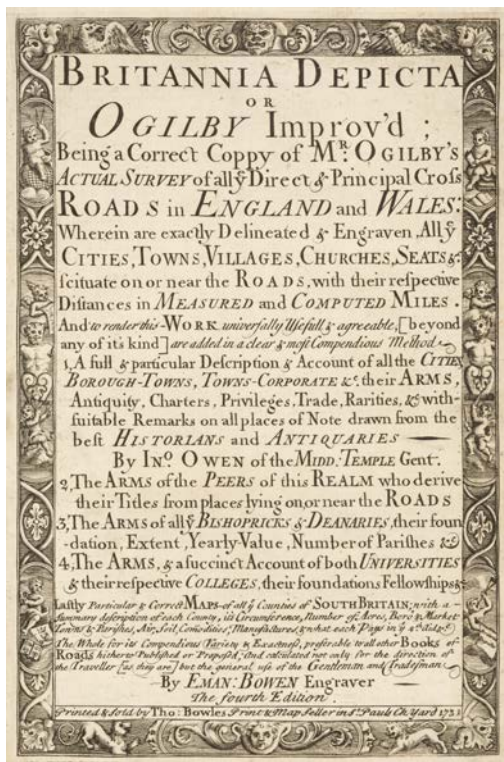 BRITANNIA DEPICTA
OR
OGILBY Improv'd ;
Being a Correct Coppy of Mr. OGILBY'S
ACTUAL SURVEY of all ye Direct & Principal Cross
ROADS in ENGLAND and WALES:
Wherein are exactly Delineated & Engraven, All ye
CITIES, TOWNS, VILLAGES, CHURCHES, SEATS &c.
scituate on or near the ROADS, with their respective
Distances in MEASURED and COMPUTED MILES.
And to render this WORK universally Usefull & agreeable, [beyond
any of its kind] are added in a clear & most Compendious Method
1, A full & particular Description & Account of all the CITIES,
BOROUGH-TOWNS, TOWNS-CORPORATE &c. their ARMS,
Antiquity, Charters, Privileges, Trade, Rarities, &c. with
suitable Remarks on all places of Note drawn from the
best HISTORIANS and ANTIQUARIES
By Ino. OWEN of the MIDD: TEMPLE Gent.
2, The ARMS of the PEERS of this REALM who derive
their Titles from places lying on, or near the ROADS
3, The ARMS of all ye BISHOPRICKS & DEANARIES, their foun
-dation, Extent, Yearly-Value, Number of Parishes &c.
4, The ARMS, & a succinct Account of both UNIVERSITIES
& their respective COLLEGES, their foundations Fellowships &c.
Lastly Particular & Correct MAPS of all ye Counties of SOUTH BRITAIN; with a
Summary description of each County, its Circumference, Number of Acres, Boro' & Market
Towns & Parishes, Air, Soil, Comodities, Manufactures, & what each Pays in ye
The Whole for its Compendious Variety & Exactness, preferable to all other Books of
Roads hitherto Published or Proposed; and calculated not only for the direction of
the Traveller [as they are] but the general use of the Gentleman and Tradesman
By EMAN: BOWEN Engraver
The fourth Edition
Printed & Sold by Tho: Bowles Print & Map Seller in St. Pauls Ch. Yard